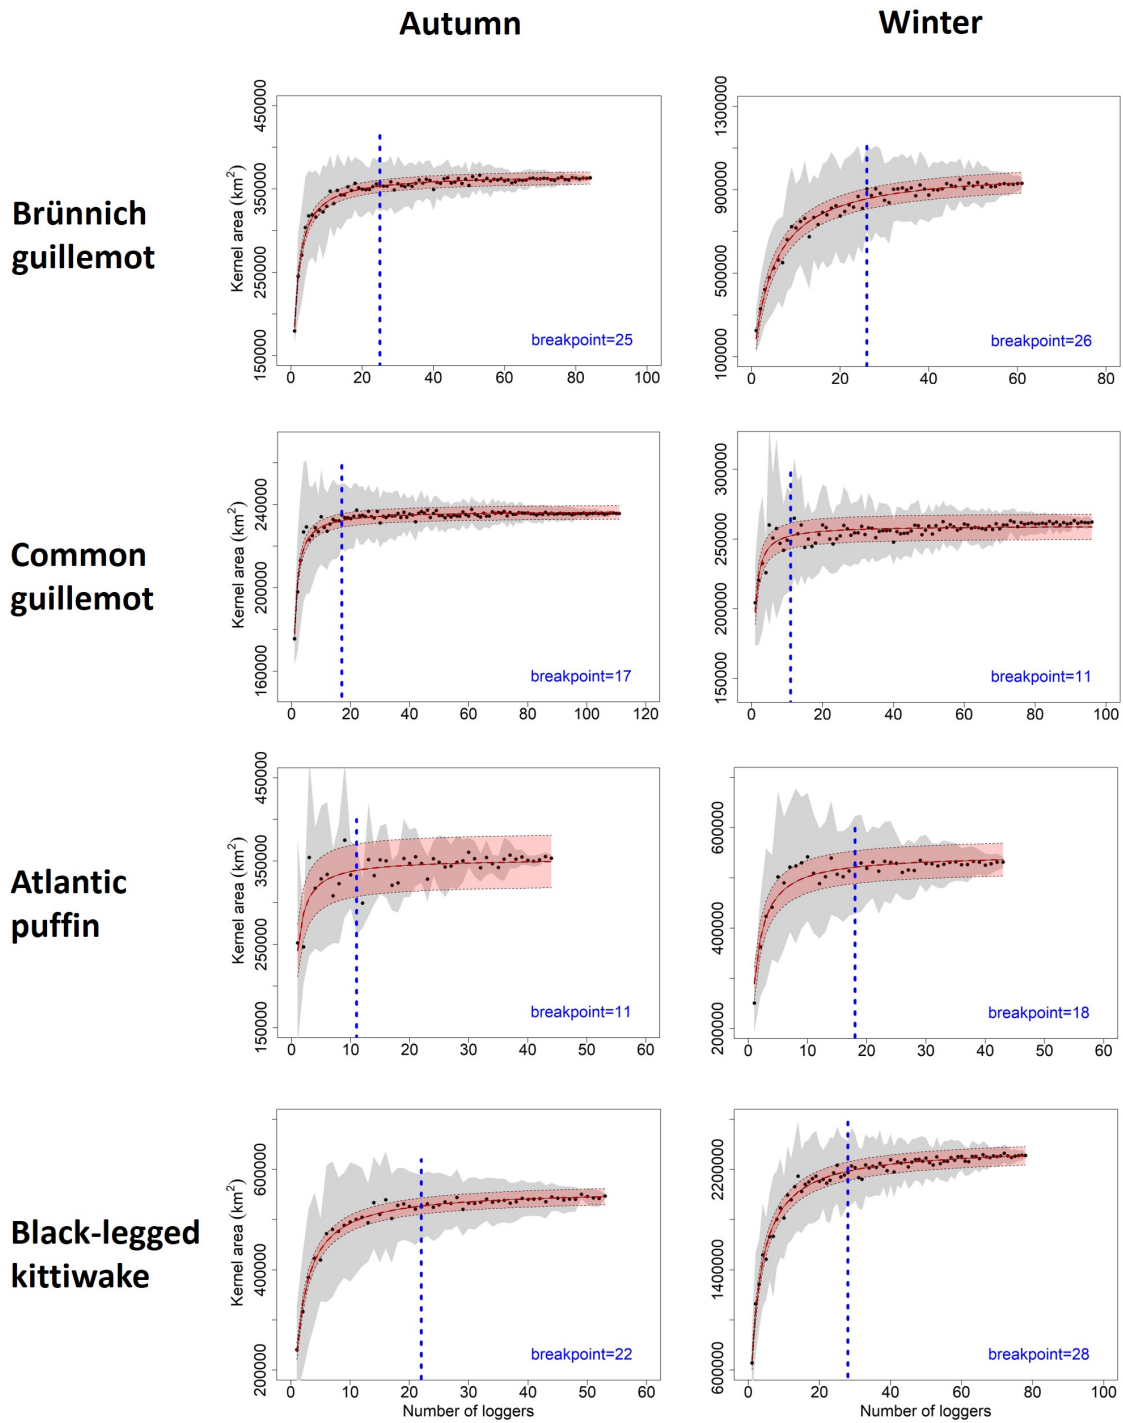 Autumn Winter
Brünnich
guillemot
Kernel area (km²)
450000
350000
250000
150000
0 20 40 60 80 100
breakpoint=25
1300000
900000
500000
100000
0 20 40 60 80
breakpoint=26
Common
guillemot
Kernel area (km²)
240000
200000
160000
0 20 40 60 80 100 120
breakpoint=17
300000
250000
200000
150000
0 20 40 60 80 100
breakpoint=11
Atlantic
puffin
Kernel area (km²)
450000
350000
250000
150000
0 10 20 30 40 50 60
breakpoint=11
600000
400000
200000
0 10 20 30 40 50 60
breakpoint=18
Black-legged
kittiwake
Kernel area (km²)
600000
400000
200000
0 10 20 30 40 50 60
breakpoint=22
Number of loggers
2200000
1400000
600000
0 20 40 60 80 100
breakpoint=28
Number of loggers